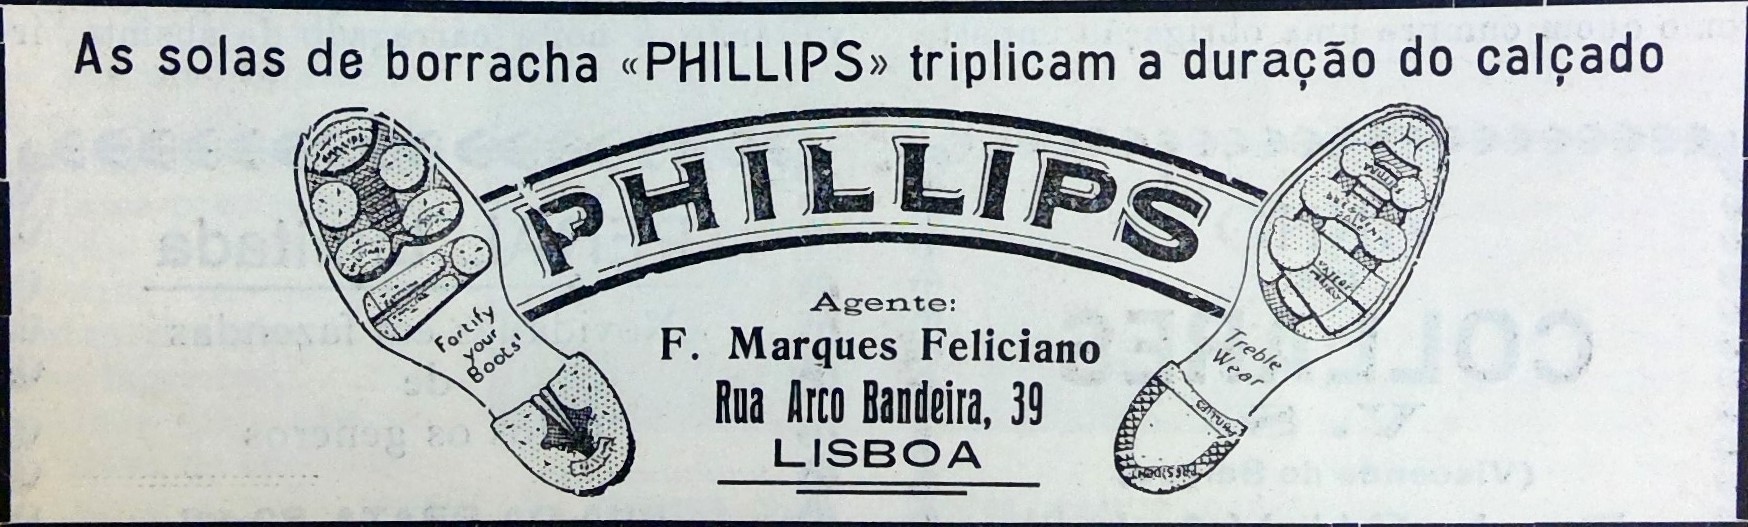 As solas de borracha «PHILLIPS» triplicam a duração do calçado
PHILLIPS
Fortify
your
Boots'
Treble
Wear
PRESIDENT
Agente:
F. Marques Feliciano
Rua Arco Bandeira, 39
LISBOA